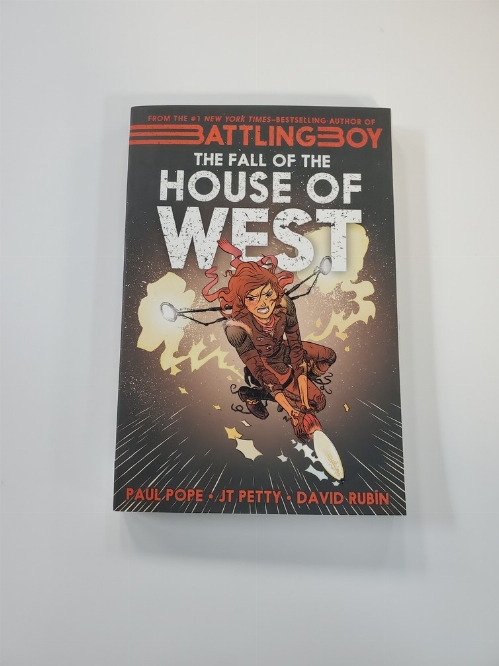 FROM THE #1 NEW YORK TIMES–BESTSELLING AUTHOR OF
BATTLING BOY
THE FALL OF THE
HOUSE OF
WEST
PAUL POPE • JT PETTY • DAVID RUBÍN